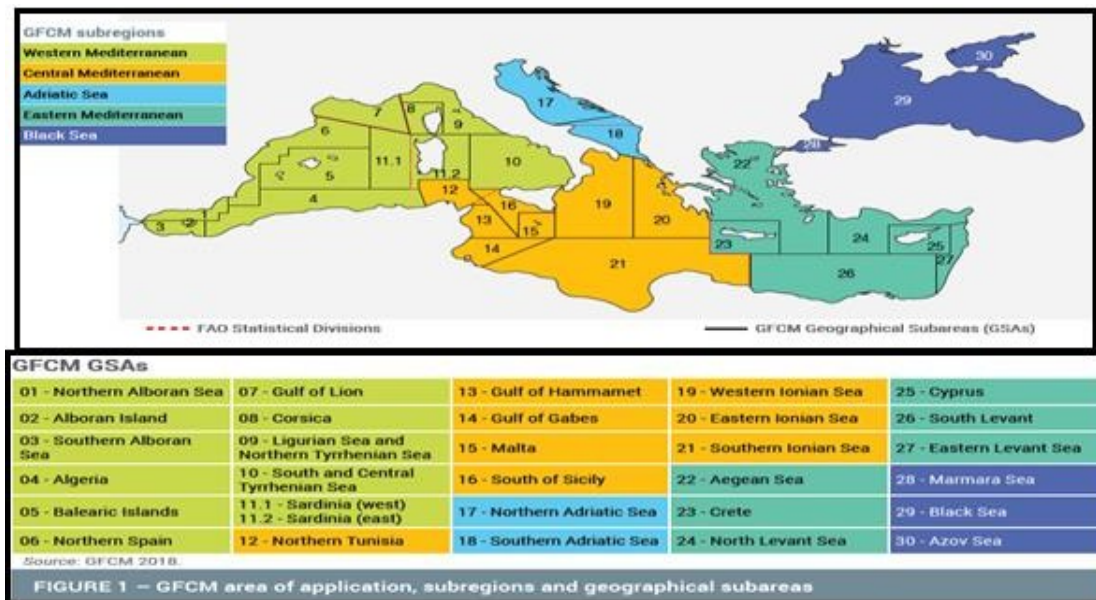 GFCM subregions
Western Mediterranean
Central Mediterranean
Adriatic Sea
Eastern Mediterranean
Black Sea
30
29
28
17
18
7
8
9
6
11.1
11.2
10
5
4
1
2
3
12
16
13
15
14
19
20
21
22
23
24
25
27
26
FAO Statistical Divisions
GFCM Geographical Subareas (GSAs)
GFCM GSAs
01 - Northern Alboran Sea
02 - Alboran Island
03 - Southern Alboran
Sea
04 - Algeria
05 - Balearic Islands
06 - Northern Spain
07 - Gulf of Lion
08 - Corsica
09 - Ligurian Sea and
Northern Tyrrhenian Sea
10 - South and Central
Tyrrhenian Sea
11.1 - Sardinia (west)
11.2 - Sardinia (east)
12 - Northern Tunisia
13 - Gulf of Hammamet
14 - Gulf of Gabes
15 - Malta
16 - South of Sicily
17 - Northern Adriatic Sea
18 - Southern Adriatic Sea
19 - Western Ionian Sea
20 - Eastern Ionian Sea
21 - Southern Ionian Sea
22 - Aegean Sea
23 - Crete
24 - North Levant Sea
25 - Cyprus
26 - South Levant
27 - Eastern Levant Sea
28 - Marmara Sea
29 - Black Sea
30 - Azov Sea
Source: GFCM 2018.
FIGURE 1 — GFCM area of application, subregions and geographical subareas